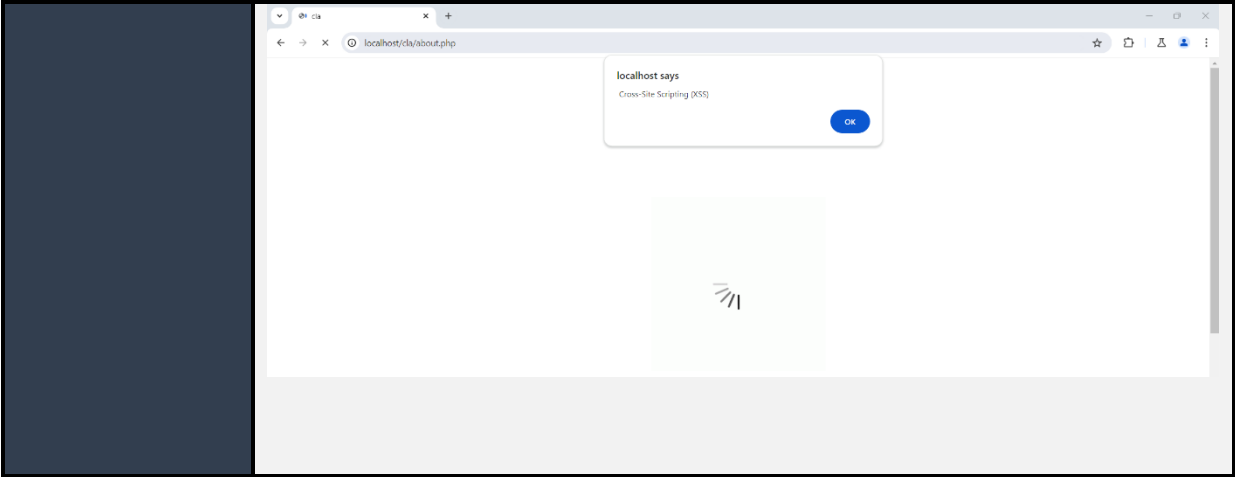 cla
localhost/cla/about.php
localhost says
Cross-Site Scripting (XSS)
OK